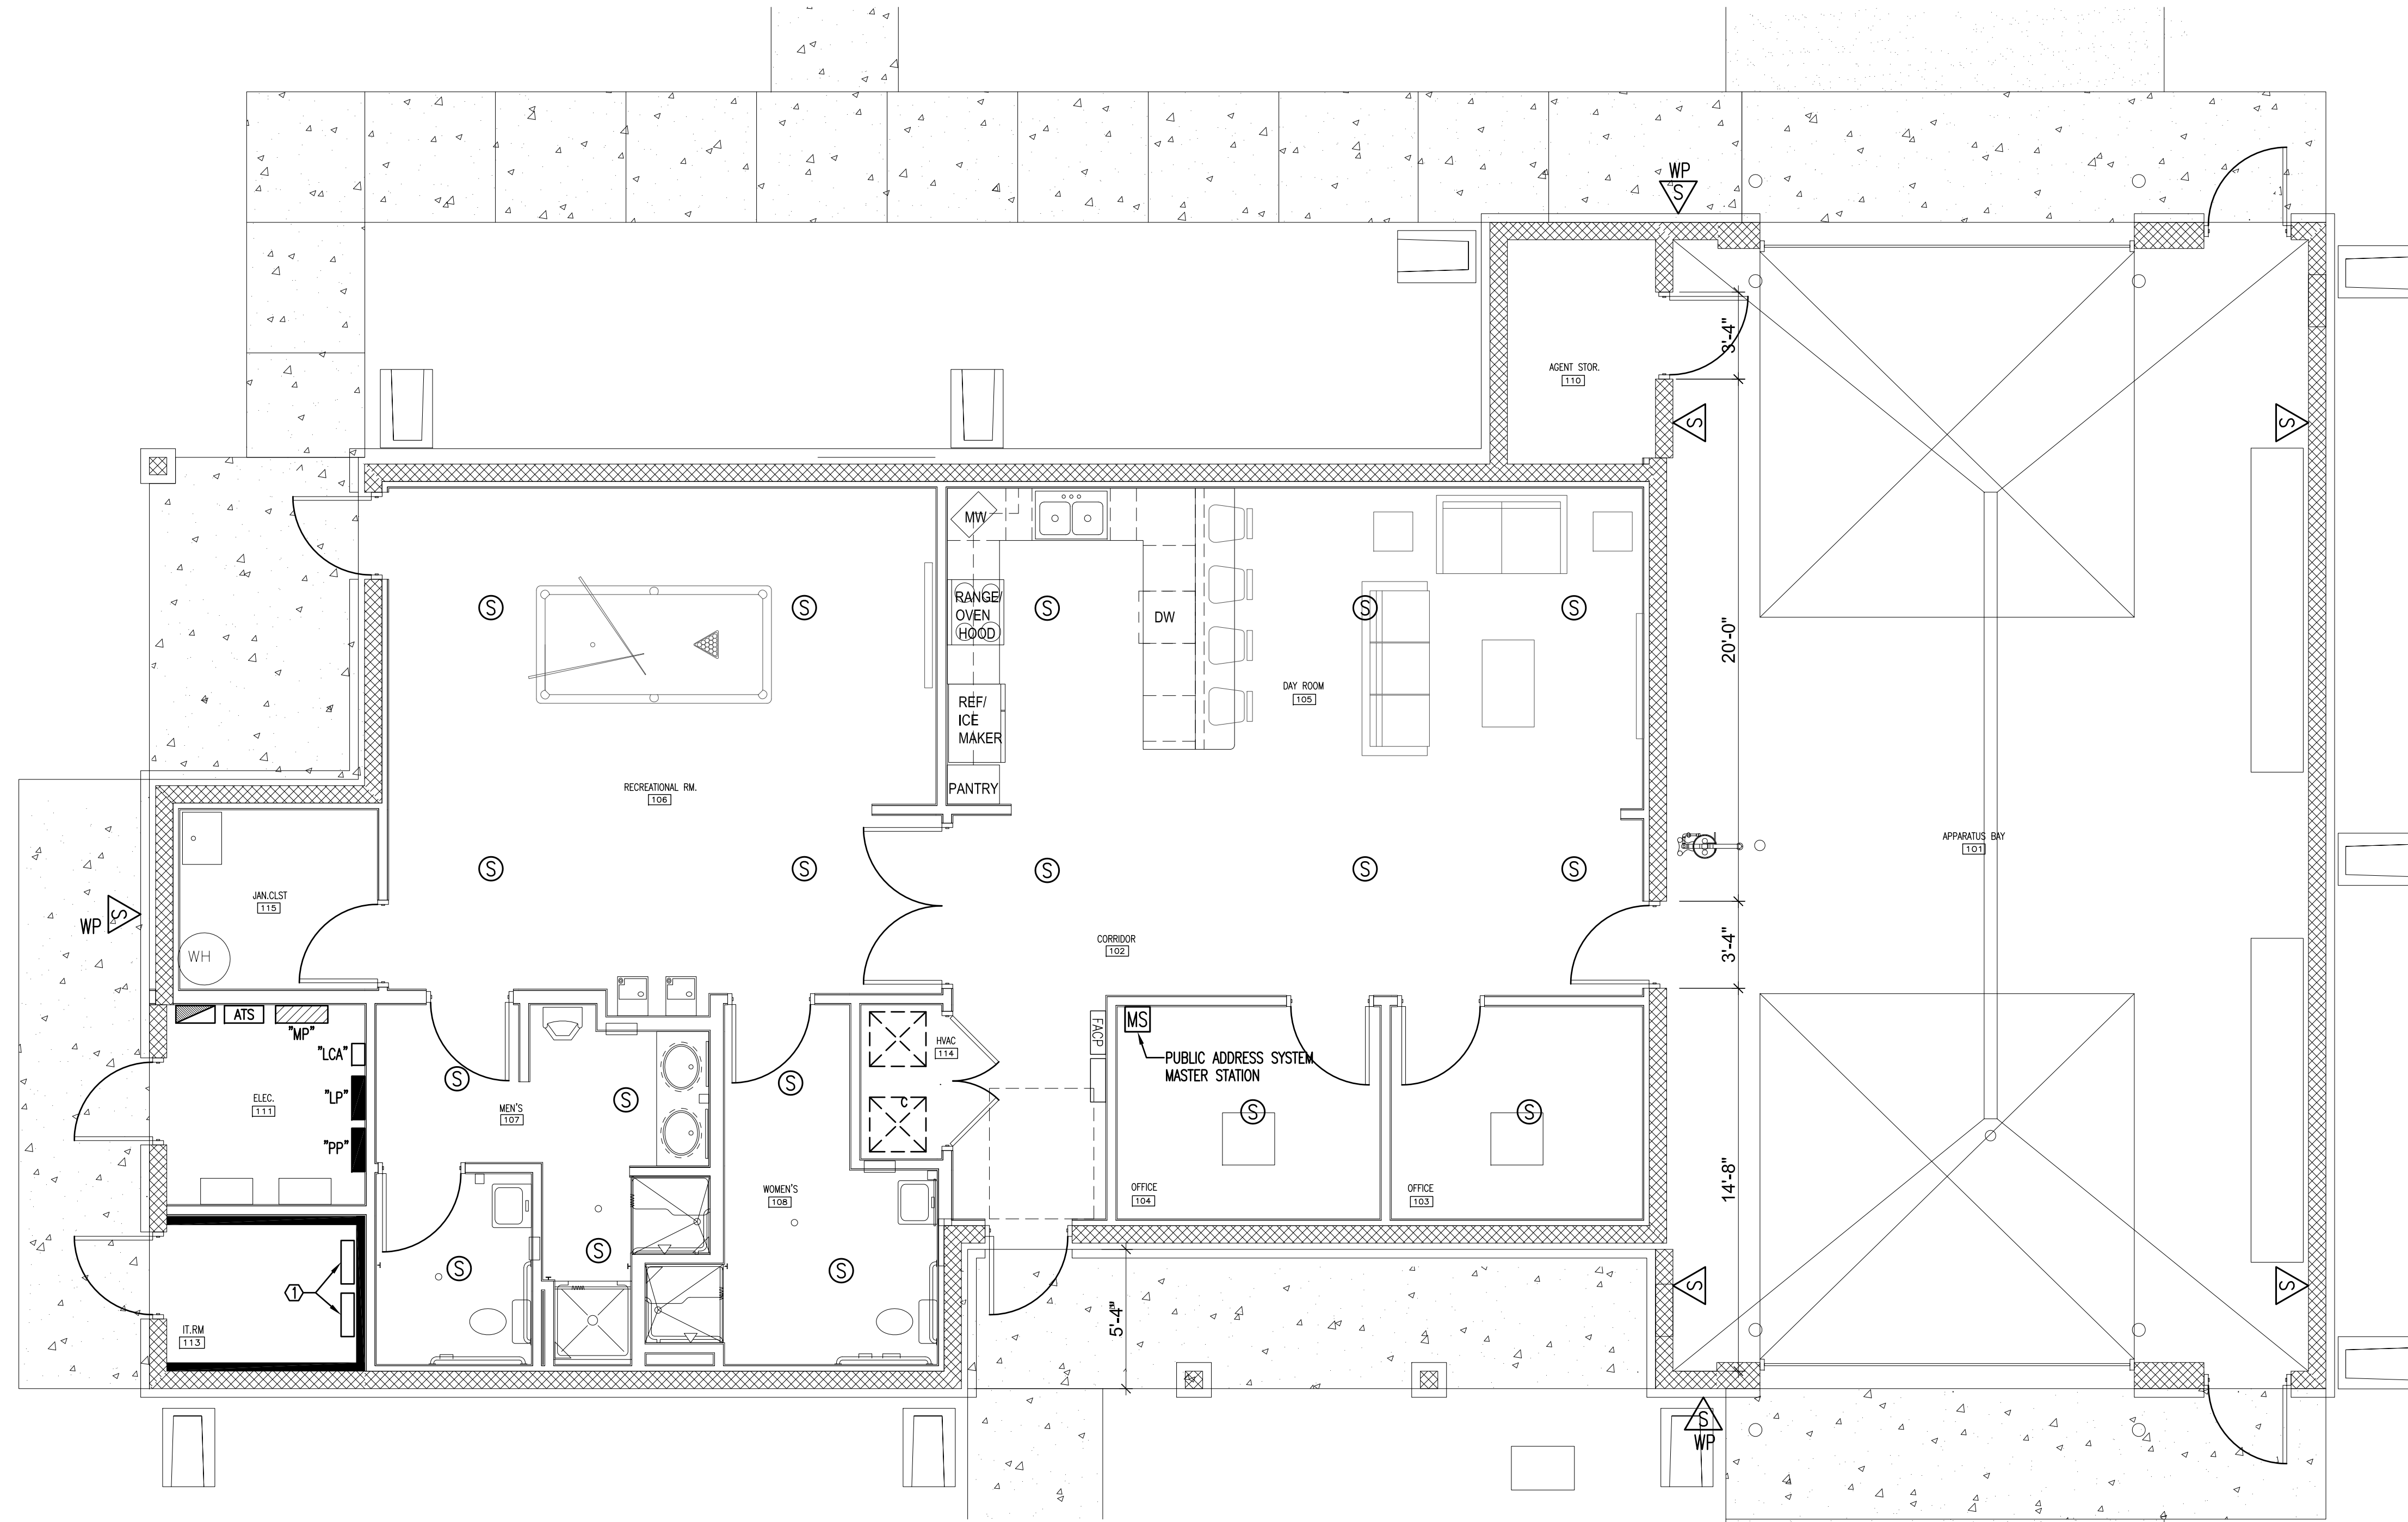 WP
S
3'-4"
AGENT STOR.
110
S
S
MW
S
S
RANGE/
OVEN
HOOD
S
DW
S
S
20'-0"
DAY ROOM
105
REF/
ICE
MAKER
RECREATIONAL RM.
106
PANTRY
APPARATUS BAY
101
S
S
S
S
S
JAN.CLST
115
WP
S
WH
CORRIDOR
102
3'-4"
ATS
"MP"
"LCA"
"LP"
"PP"
ELEC.
111
HVAC
114
C
FACP
MS
PUBLIC ADDRESS SYSTEM
MASTER STATION
S
S
S
MEN'S
107
S
S
WOMEN'S
108
OFFICE
104
OFFICE
103
14'-8"
S
S
S
1
IT.RM
113
5'-4"
S
S
S
WP